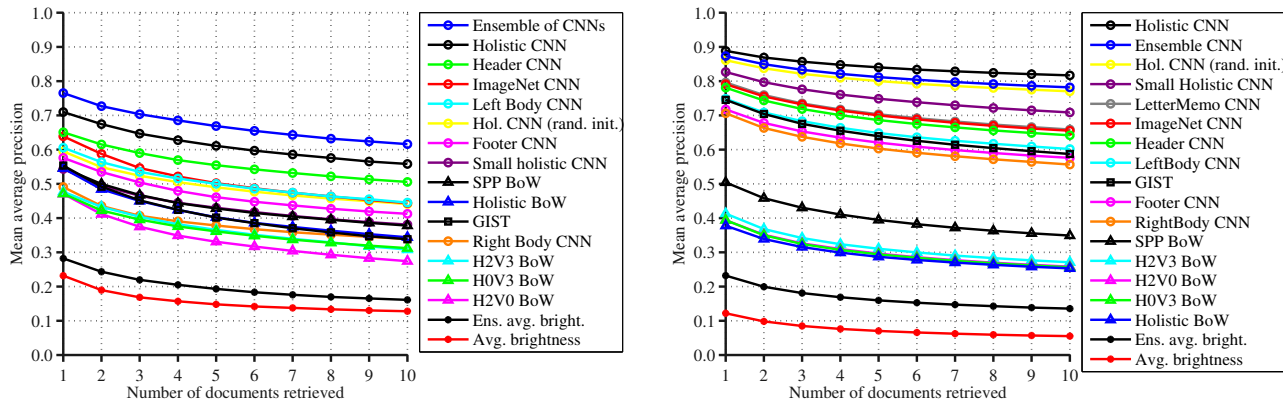 Mean average precision
1.0
0.9
0.8
0.7
0.6
0.5
0.4
0.3
0.2
0.1
0.0
1 2 3 4 5 6 7 8 9 10
Number of documents retrieved
Ensemble of CNNs
Holistic CNN
Header CNN
ImageNet CNN
Left Body CNN
Hol. CNN (rand. init.)
Footer CNN
Small holistic CNN
SPP BoW
Holistic BoW
GIST
Right Body CNN
H2V3 BoW
H0V3 BoW
H2V0 BoW
Ens. avg. bright.
Avg. brightness
Mean average precision
1.0
0.9
0.8
0.7
0.6
0.5
0.4
0.3
0.2
0.1
0.0
1 2 3 4 5 6 7 8 9 10
Number of documents retrieved
Holistic CNN
Ensemble CNN
Hol. CNN (rand. init.)
Small Holistic CNN
LetterMemo CNN
ImageNet CNN
Header CNN
LeftBody CNN
GIST
Footer CNN
RightBody CNN
SPP BoW
H2V3 BoW
H2V0 BoW
H0V3 BoW
Holistic BoW
Ens. avg. bright.
Avg. brightness